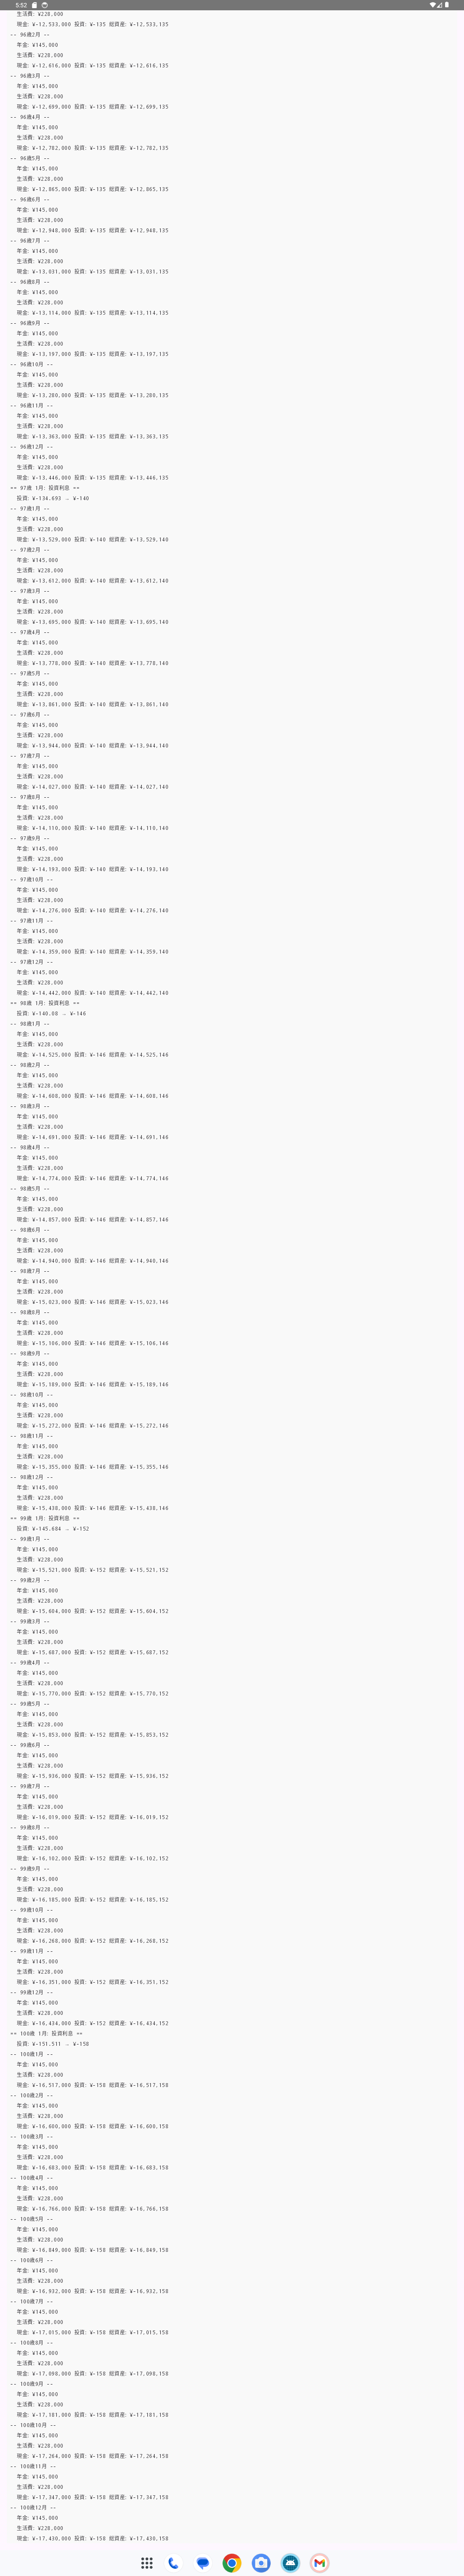 5:52
生活費: ¥228,000
現金: ¥-12,533,000 投資: ¥-135 総資産: ¥-12,533,135
-- 96歳2月 --
年金: ¥145,000
生活費: ¥228,000
現金: ¥-12,616,000 投資: ¥-135 総資産: ¥-12,616,135
-- 96歳3月 --
年金: ¥145,000
生活費: ¥228,000
現金: ¥-12,699,000 投資: ¥-135 総資産: ¥-12,699,135
-- 96歳4月 --
年金: ¥145,000
生活費: ¥228,000
現金: ¥-12,782,000 投資: ¥-135 総資産: ¥-12,782,135
-- 96歳5月 --
年金: ¥145,000
生活費: ¥228,000
現金: ¥-12,865,000 投資: ¥-135 総資産: ¥-12,865,135
-- 96歳6月 --
年金: ¥145,000
生活費: ¥228,000
現金: ¥-12,948,000 投資: ¥-135 総資産: ¥-12,948,135
-- 96歳7月 --
年金: ¥145,000
生活費: ¥228,000
現金: ¥-13,031,000 投資: ¥-135 総資産: ¥-13,031,135
-- 96歳8月 --
年金: ¥145,000
生活費: ¥228,000
現金: ¥-13,114,000 投資: ¥-135 総資産: ¥-13,114,135
-- 96歳9月 --
年金: ¥145,000
生活費: ¥228,000
現金: ¥-13,197,000 投資: ¥-135 総資産: ¥-13,197,135
-- 96歳10月 --
年金: ¥145,000
生活費: ¥228,000
現金: ¥-13,280,000 投資: ¥-135 総資産: ¥-13,280,135
-- 96歳11月 --
年金: ¥145,000
生活費: ¥228,000
現金: ¥-13,363,000 投資: ¥-135 総資産: ¥-13,363,135
-- 96歳12月 --
年金: ¥145,000
生活費: ¥228,000
現金: ¥-13,446,000 投資: ¥-135 総資産: ¥-13,446,135
== 97歳 1月: 投資利息 ==
投資: ¥-134.693 → ¥-140
-- 97歳1月 --
年金: ¥145,000
生活費: ¥228,000
現金: ¥-13,529,000 投資: ¥-140 総資産: ¥-13,529,140
-- 97歳2月 --
年金: ¥145,000
生活費: ¥228,000
現金: ¥-13,612,000 投資: ¥-140 総資産: ¥-13,612,140
-- 97歳3月 --
年金: ¥145,000
生活費: ¥228,000
現金: ¥-13,695,000 投資: ¥-140 総資産: ¥-13,695,140
-- 97歳4月 --
年金: ¥145,000
生活費: ¥228,000
現金: ¥-13,778,000 投資: ¥-140 総資産: ¥-13,778,140
-- 97歳5月 --
年金: ¥145,000
生活費: ¥228,000
現金: ¥-13,861,000 投資: ¥-140 総資産: ¥-13,861,140
-- 97歳6月 --
年金: ¥145,000
生活費: ¥228,000
現金: ¥-13,944,000 投資: ¥-140 総資産: ¥-13,944,140
-- 97歳7月 --
年金: ¥145,000
生活費: ¥228,000
現金: ¥-14,027,000 投資: ¥-140 総資産: ¥-14,027,140
-- 97歳8月 --
年金: ¥145,000
生活費: ¥228,000
現金: ¥-14,110,000 投資: ¥-140 総資産: ¥-14,110,140
-- 97歳9月 --
年金: ¥145,000
生活費: ¥228,000
現金: ¥-14,193,000 投資: ¥-140 総資産: ¥-14,193,140
-- 97歳10月 --
年金: ¥145,000
生活費: ¥228,000
現金: ¥-14,276,000 投資: ¥-140 総資産: ¥-14,276,140
-- 97歳11月 --
年金: ¥145,000
生活費: ¥228,000
現金: ¥-14,359,000 投資: ¥-140 総資産: ¥-14,359,140
-- 97歳12月 --
年金: ¥145,000
生活費: ¥228,000
現金: ¥-14,442,000 投資: ¥-140 総資産: ¥-14,442,140
== 98歳 1月: 投資利息 ==
投資: ¥-140.08 → ¥-146
-- 98歳1月 --
年金: ¥145,000
生活費: ¥228,000
現金: ¥-14,525,000 投資: ¥-146 総資産: ¥-14,525,146
-- 98歳2月 --
年金: ¥145,000
生活費: ¥228,000
現金: ¥-14,608,000 投資: ¥-146 総資産: ¥-14,608,146
-- 98歳3月 --
年金: ¥145,000
生活費: ¥228,000
現金: ¥-14,691,000 投資: ¥-146 総資産: ¥-14,691,146
-- 98歳4月 --
年金: ¥145,000
生活費: ¥228,000
現金: ¥-14,774,000 投資: ¥-146 総資産: ¥-14,774,146
-- 98歳5月 --
年金: ¥145,000
生活費: ¥228,000
現金: ¥-14,857,000 投資: ¥-146 総資産: ¥-14,857,146
-- 98歳6月 --
年金: ¥145,000
生活費: ¥228,000
現金: ¥-14,940,000 投資: ¥-146 総資産: ¥-14,940,146
-- 98歳7月 --
年金: ¥145,000
生活費: ¥228,000
現金: ¥-15,023,000 投資: ¥-146 総資産: ¥-15,023,146
-- 98歳8月 --
年金: ¥145,000
生活費: ¥228,000
現金: ¥-15,106,000 投資: ¥-146 総資産: ¥-15,106,146
-- 98歳9月 --
年金: ¥145,000
生活費: ¥228,000
現金: ¥-15,189,000 投資: ¥-146 総資産: ¥-15,189,146
-- 98歳10月 --
年金: ¥145,000
生活費: ¥228,000
現金: ¥-15,272,000 投資: ¥-146 総資産: ¥-15,272,146
-- 98歳11月 --
年金: ¥145,000
生活費: ¥228,000
現金: ¥-15,355,000 投資: ¥-146 総資産: ¥-15,355,146
-- 98歳12月 --
年金: ¥145,000
生活費: ¥228,000
現金: ¥-15,438,000 投資: ¥-146 総資産: ¥-15,438,146
== 99歳 1月: 投資利息 ==
投資: ¥-145.684 → ¥-152
-- 99歳1月 --
年金: ¥145,000
生活費: ¥228,000
現金: ¥-15,521,000 投資: ¥-152 総資産: ¥-15,521,152
-- 99歳2月 --
年金: ¥145,000
生活費: ¥228,000
現金: ¥-15,604,000 投資: ¥-152 総資産: ¥-15,604,152
-- 99歳3月 --
年金: ¥145,000
生活費: ¥228,000
現金: ¥-15,687,000 投資: ¥-152 総資産: ¥-15,687,152
-- 99歳4月 --
年金: ¥145,000
生活費: ¥228,000
現金: ¥-15,770,000 投資: ¥-152 総資産: ¥-15,770,152
-- 99歳5月 --
年金: ¥145,000
生活費: ¥228,000
現金: ¥-15,853,000 投資: ¥-152 総資産: ¥-15,853,152
-- 99歳6月 --
年金: ¥145,000
生活費: ¥228,000
現金: ¥-15,936,000 投資: ¥-152 総資産: ¥-15,936,152
-- 99歳7月 --
年金: ¥145,000
生活費: ¥228,000
現金: ¥-16,019,000 投資: ¥-152 総資産: ¥-16,019,152
-- 99歳8月 --
年金: ¥145,000
生活費: ¥228,000
現金: ¥-16,102,000 投資: ¥-152 総資産: ¥-16,102,152
-- 99歳9月 --
年金: ¥145,000
生活費: ¥228,000
現金: ¥-16,185,000 投資: ¥-152 総資産: ¥-16,185,152
-- 99歳10月 --
年金: ¥145,000
生活費: ¥228,000
現金: ¥-16,268,000 投資: ¥-152 総資産: ¥-16,268,152
-- 99歳11月 --
年金: ¥145,000
生活費: ¥228,000
現金: ¥-16,351,000 投資: ¥-152 総資産: ¥-16,351,152
-- 99歳12月 --
年金: ¥145,000
生活費: ¥228,000
現金: ¥-16,434,000 投資: ¥-152 総資産: ¥-16,434,152
== 100歳 1月: 投資利息 ==
投資: ¥-151.511 → ¥-158
-- 100歳1月 --
年金: ¥145,000
生活費: ¥228,000
現金: ¥-16,517,000 投資: ¥-158 総資産: ¥-16,517,158
-- 100歳2月 --
年金: ¥145,000
生活費: ¥228,000
現金: ¥-16,600,000 投資: ¥-158 総資産: ¥-16,600,158
-- 100歳3月 --
年金: ¥145,000
生活費: ¥228,000
現金: ¥-16,683,000 投資: ¥-158 総資産: ¥-16,683,158
-- 100歳4月 --
年金: ¥145,000
生活費: ¥228,000
現金: ¥-16,766,000 投資: ¥-158 総資産: ¥-16,766,158
-- 100歳5月 --
年金: ¥145,000
生活費: ¥228,000
現金: ¥-16,849,000 投資: ¥-158 総資産: ¥-16,849,158
-- 100歳6月 --
年金: ¥145,000
生活費: ¥228,000
現金: ¥-16,932,000 投資: ¥-158 総資産: ¥-16,932,158
-- 100歳7月 --
年金: ¥145,000
生活費: ¥228,000
現金: ¥-17,015,000 投資: ¥-158 総資産: ¥-17,015,158
-- 100歳8月 --
年金: ¥145,000
生活費: ¥228,000
現金: ¥-17,098,000 投資: ¥-158 総資産: ¥-17,098,158
-- 100歳9月 --
年金: ¥145,000
生活費: ¥228,000
現金: ¥-17,181,000 投資: ¥-158 総資産: ¥-17,181,158
-- 100歳10月 --
年金: ¥145,000
生活費: ¥228,000
現金: ¥-17,264,000 投資: ¥-158 総資産: ¥-17,264,158
-- 100歳11月 --
年金: ¥145,000
生活費: ¥228,000
現金: ¥-17,347,000 投資: ¥-158 総資産: ¥-17,347,158
-- 100歳12月 --
年金: ¥145,000
生活費: ¥228,000
現金: ¥-17,430,000 投資: ¥-158 総資産: ¥-17,430,158